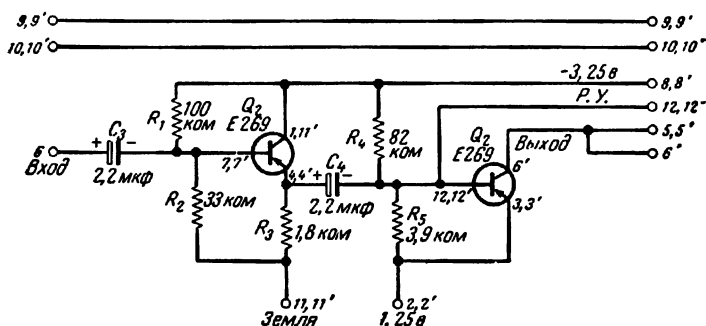 9,9′
9,9′
10,10′
10,10″
-3,25в
8,8′
Р. У.
12,12″
C₃
+
-
6
Вход
2,2 мкф
R₁
100
ком
Q₂
E269
1,11′
7,7′
4,4′
R₂
33 ком
R₃
1,8 ком
11,11′
Земля
R₄
82
ком
C₄
+
-
2,2 мкф
12,12′
R₅
3,9 ком
2,2′
1,25в
Q₂
E269
6′
3,3′
Выход
5,5″
6″